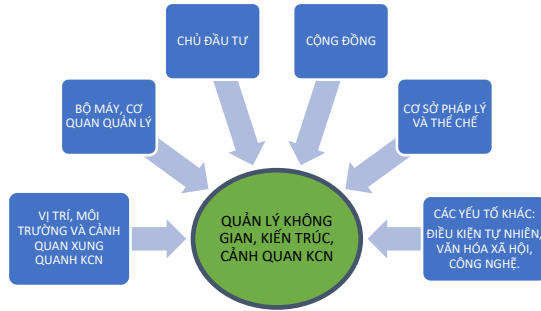 CHỦ ĐẦU TƯ
CỘNG ĐỒNG
BỘ MÁY, CƠ
QUAN QUẢN LÝ
CƠ SỞ PHÁP LÝ
VÀ THỂ CHẾ
VỊ TRÍ, MÔI
TRƯỜNG VÀ CẢNH
QUAN XUNG
QUANH KCN
QUẢN LÝ KHÔNG
GIAN, KIẾN TRÚC,
CẢNH QUAN KCN
CÁC YẾU TỐ KHÁC:
ĐIỀU KIỆN TỰ NHIÊN,
VĂN HÓA XÃ HỘI,
CÔNG NGHỆ.